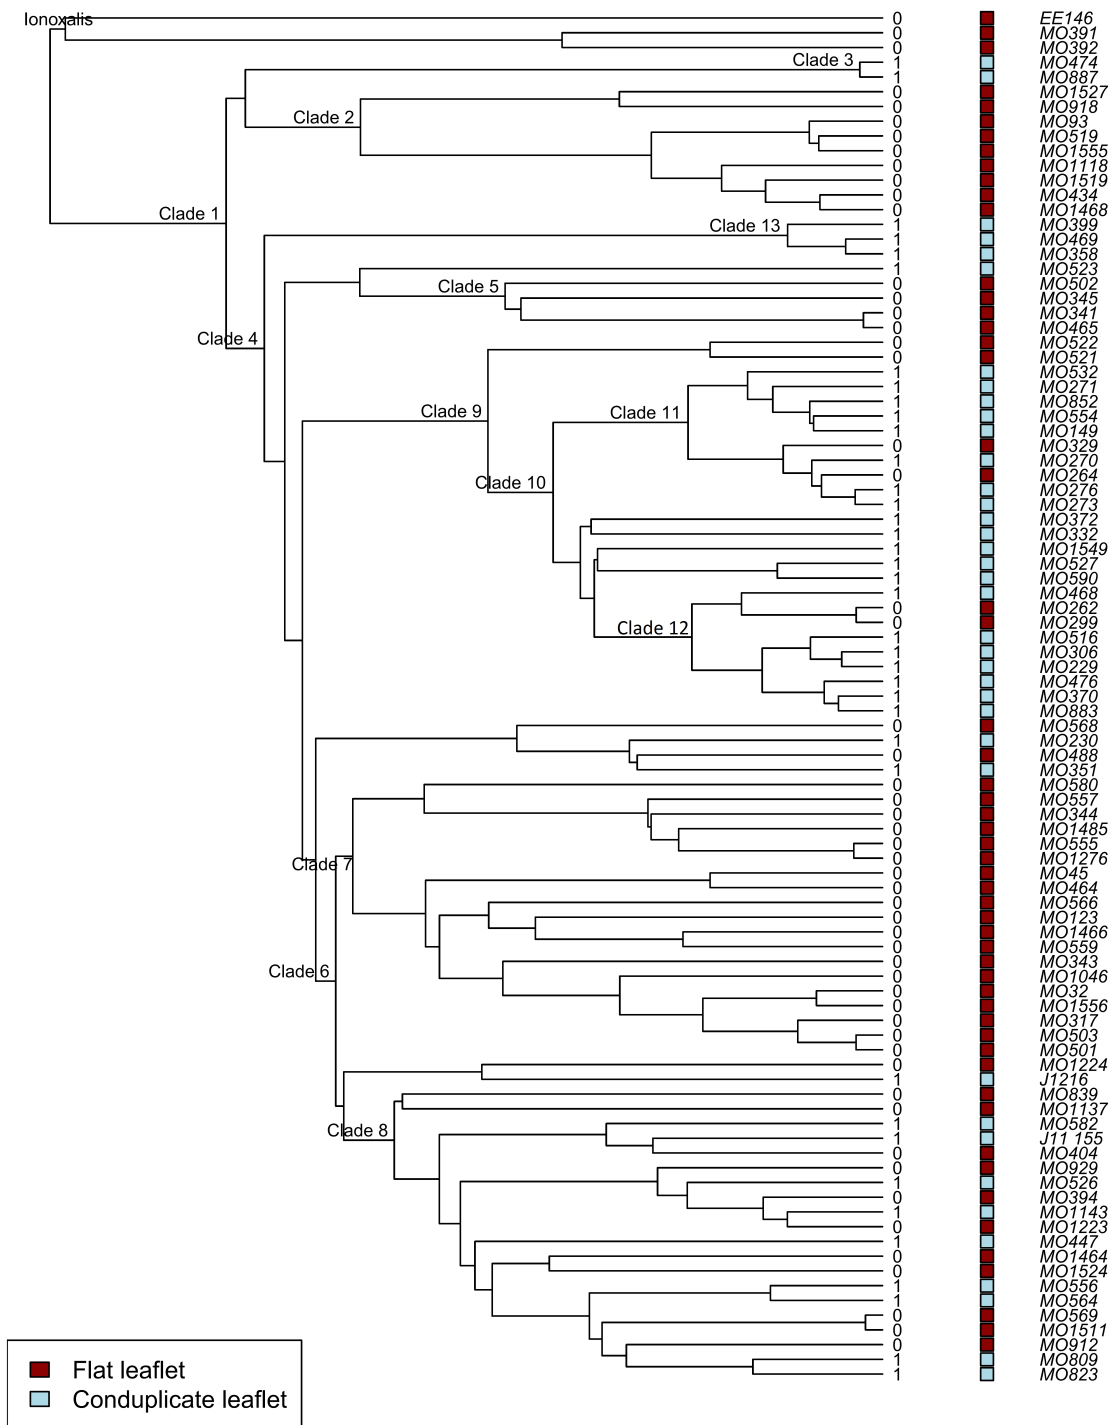 Ionoxalis 0 EE146
0 MO391
0 MO392
Clade 3 1 MO474
1 MO887
0 MO1527
0 MO918
Clade 2 0 MO93
0 MO519
0 MO1555
0 MO1118
0 MO1519
0 MO434
Clade 1 0 MO1468
Clade 13 1 MO399
1 MO469
1 MO358
1 MO523
Clade 5 0 MO502
0 MO345
0 MO341
0 MO465
Clade 4 0 MO522
0 MO521
1 MO532
1 MO271
1 MO852
Clade 9 Clade 11 1 MO554
1 MO149
0 MO329
1 MO270
0 MO264
Clade 10 1 MO276
1 MO273
1 MO372
1 MO332
1 MO1549
1 MO527
1 MO590
1 MO468
0 MO262
0 MO299
Clade 12 1 MO516
1 MO306
1 MO229
1 MO476
1 MO370
1 MO883
0 MO568
1 MO230
0 MO488
1 MO351
0 MO580
0 MO557
0 MO344
0 MO1485
0 MO555
Clade 7 0 MO1276
0 MO45
0 MO464
0 MO566
0 MO123
0 MO1466
0 MO559
Clade 6 0 MO343
0 MO1046
0 MO32
0 MO1556
0 MO317
0 MO503
0 MO501
0 MO1224
1 J1216
0 MO839
0 MO1137
Clade 8 1 MO582
1 J11 155
0 MO404
0 MO929
1 MO526
0 MO394
1 MO1143
0 MO1223
1 MO447
0 MO1464
0 MO1524
1 MO556
1 MO564
0 MO569
0 MO1511
0 MO912
1 MO809
1 MO823
Flat leaflet
Conduplicate leaflet